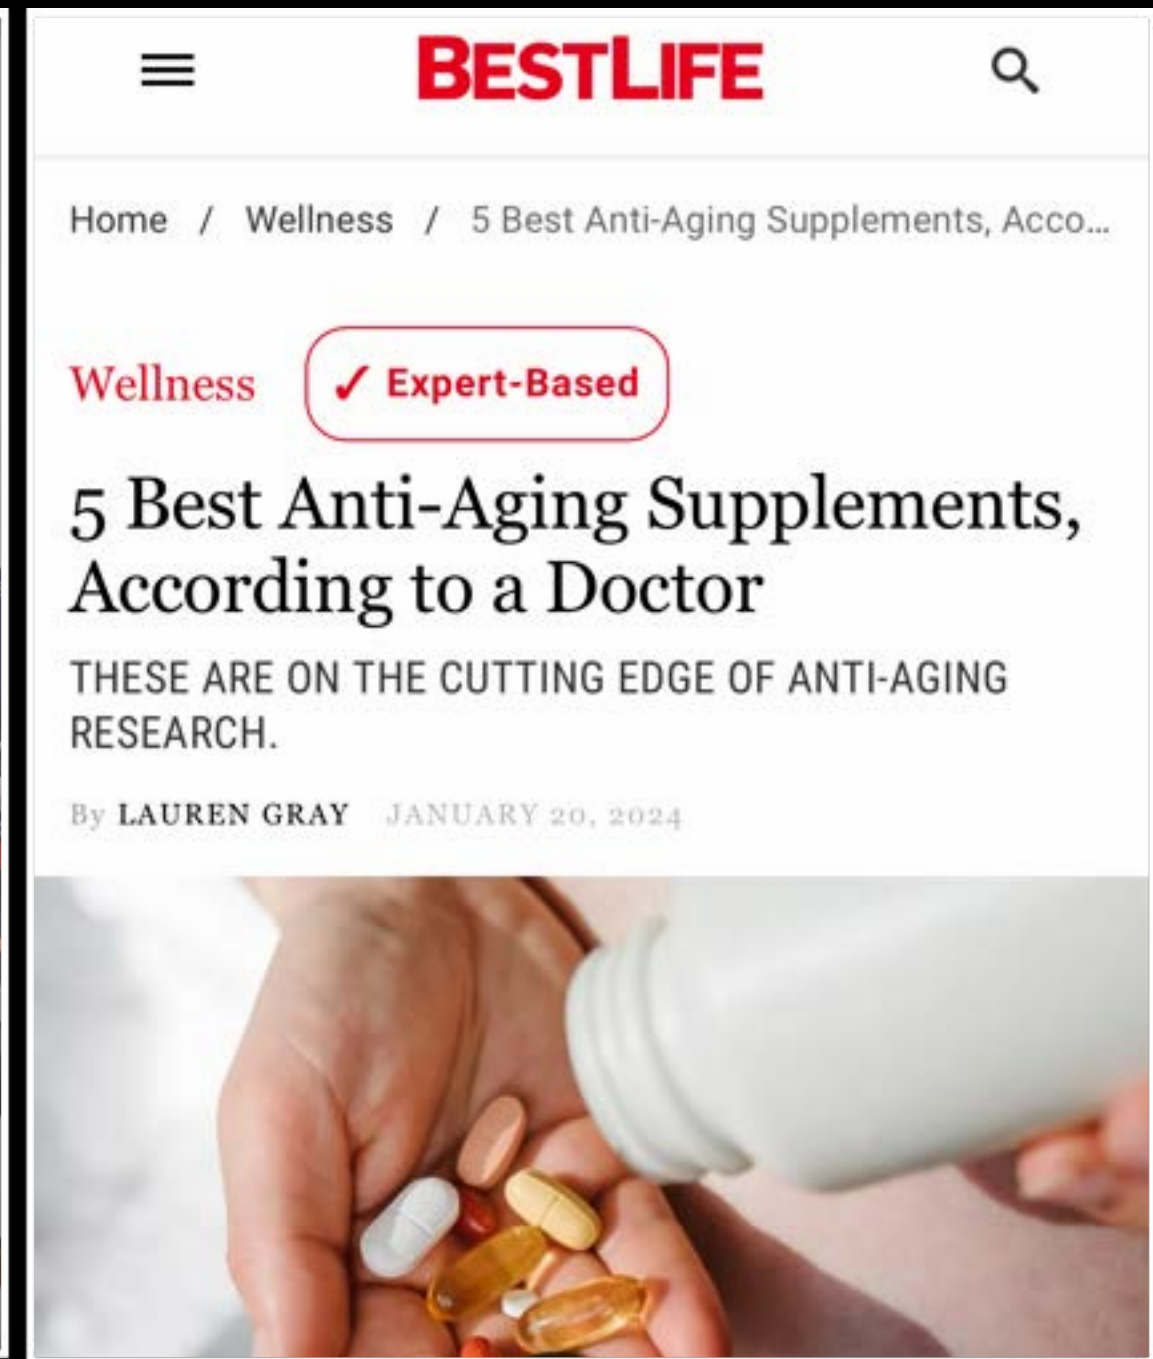 BESTLIFE
Home / Wellness / 5 Best Anti-Aging Supplements, Acco...
Wellness ✓ Expert-Based
5 Best Anti-Aging Supplements,
According to a Doctor
THESE ARE ON THE CUTTING EDGE OF ANTI-AGING
RESEARCH.
By LAUREN GRAY JANUARY 20, 2024